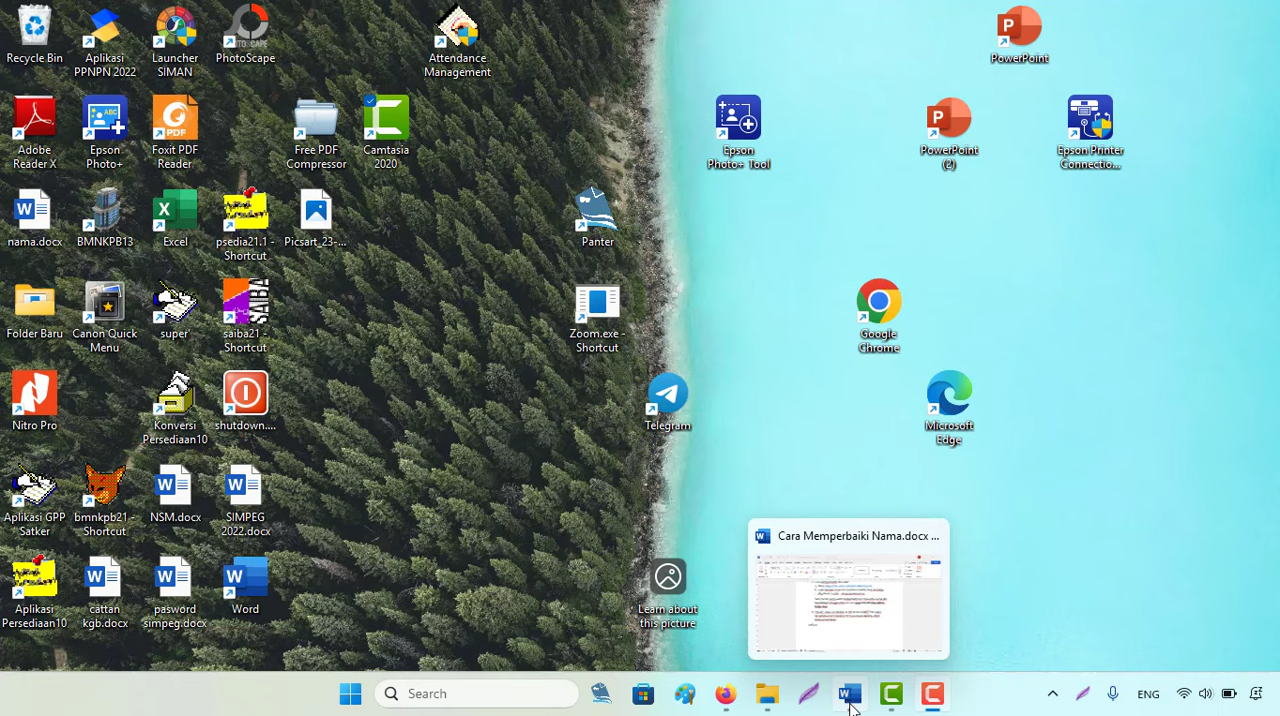 Recycle Bin
Aplikasi
PPNPN 2022
Launcher
SIMAN
PhotoScape
Attendance
Management
PowerPoint
Adobe
Reader X
Epson
Photo+
Foxit PDF
Reader
Free PDF
Compressor
Camtasia
2020
Epson
Photo+ Tool
PowerPoint
(2)
Epson Printer
Connectio...
nama.docx
BMNKPB13
Excel
psedia21.1 -
Shortcut
Picsart_23-...
Panter
Folder Baru
Canon Quick
Menu
super
saiba21 -
Shortcut
Zoom.exe -
Shortcut
Google
Chrome
Nitro Pro
Konversi
Persediaan10
shutdown....
Telegram
Microsoft
Edge
Aplikasi GPP
Satker
bmnkpb21 -
Shortcut
NSM.docx
SIMPEG
2022.docx
Cara Memperbaiki Nama.docx ...
Aplikasi
Persediaan10
cattan
kgb.docx
pasword
simpeg.docx
Word
Learn about
this picture
Search
ENG